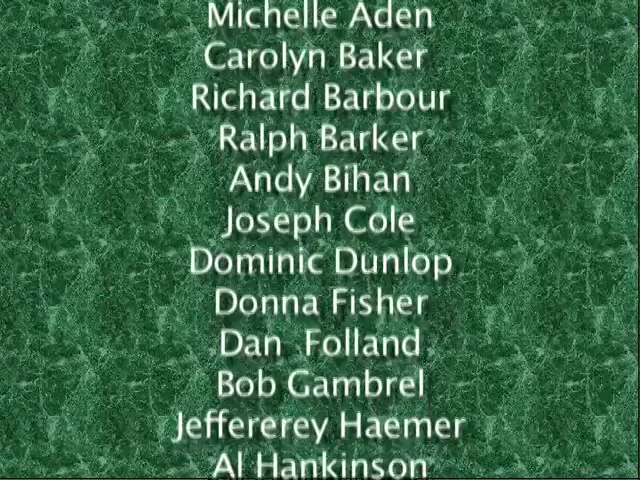 Michelle Aden
Carolyn Baker
Richard Barbour
Ralph Barker
Andy Bihan
Joseph Cole
Dominic Dunlop
Donna Fisher
Dan Folland
Bob Gambrel
Jeffererey Haemer
Al Hankinson